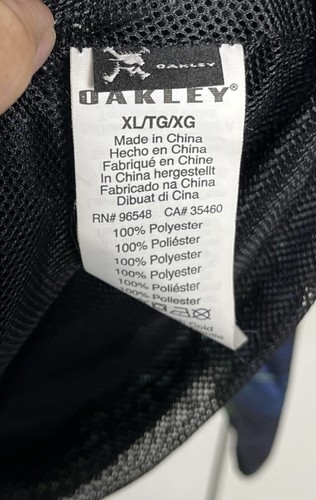 OAKLEY
OAKLEY®
XL/TG/XG
Made in China
Hecho en China
Fabriqué en Chine
In China hergestellt
Fabricado na China
Dibuat di Cina
RN# 96548 CA# 35460
100% Polyester
100% Poliéster
100% Polyester
100% Polyester
100% Poliéster
100% Poliester
Cold